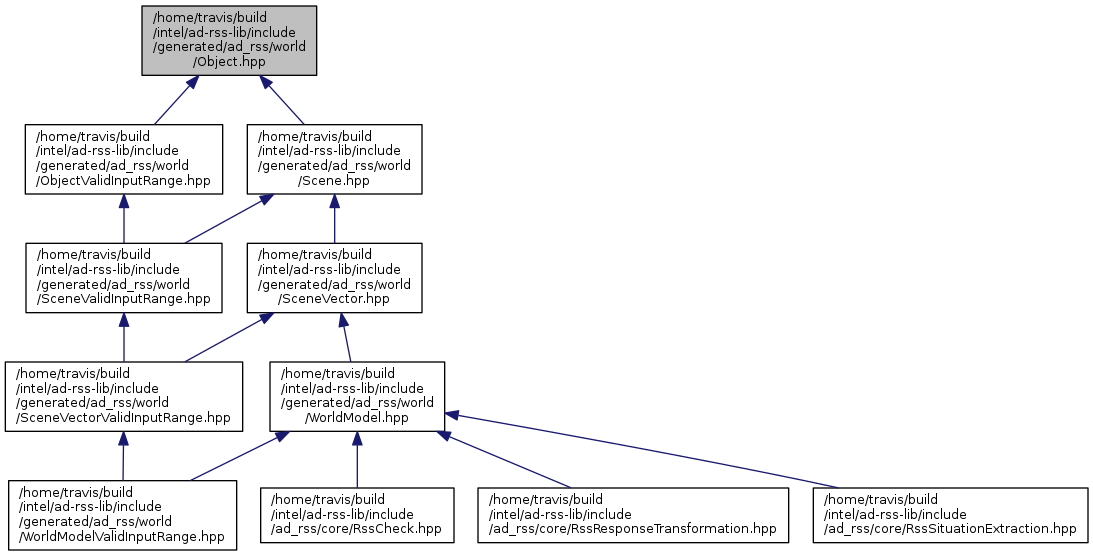 /home/travis/build
/intel/ad-rss-lib/include
/generated/ad_rss/world
/Object.hpp
/home/travis/build
/intel/ad-rss-lib/include
/generated/ad_rss/world
/ObjectValidInputRange.hpp
/home/travis/build
/intel/ad-rss-lib/include
/generated/ad_rss/world
/Scene.hpp
/home/travis/build
/intel/ad-rss-lib/include
/generated/ad_rss/world
/SceneValidInputRange.hpp
/home/travis/build
/intel/ad-rss-lib/include
/generated/ad_rss/world
/SceneVector.hpp
/home/travis/build
/intel/ad-rss-lib/include
/generated/ad_rss/world
/SceneVectorValidInputRange.hpp
/home/travis/build
/intel/ad-rss-lib/include
/generated/ad_rss/world
/WorldModel.hpp
/home/travis/build
/intel/ad-rss-lib/include
/generated/ad_rss/world
/WorldModelValidInputRange.hpp
/home/travis/build
/intel/ad-rss-lib/include
/ad_rss/core/RssCheck.hpp
/home/travis/build
/intel/ad-rss-lib/include
/ad_rss/core/RssResponseTransformation.hpp
/home/travis/build
/intel/ad-rss-lib/include
/ad_rss/core/RssSituationExtraction.hpp